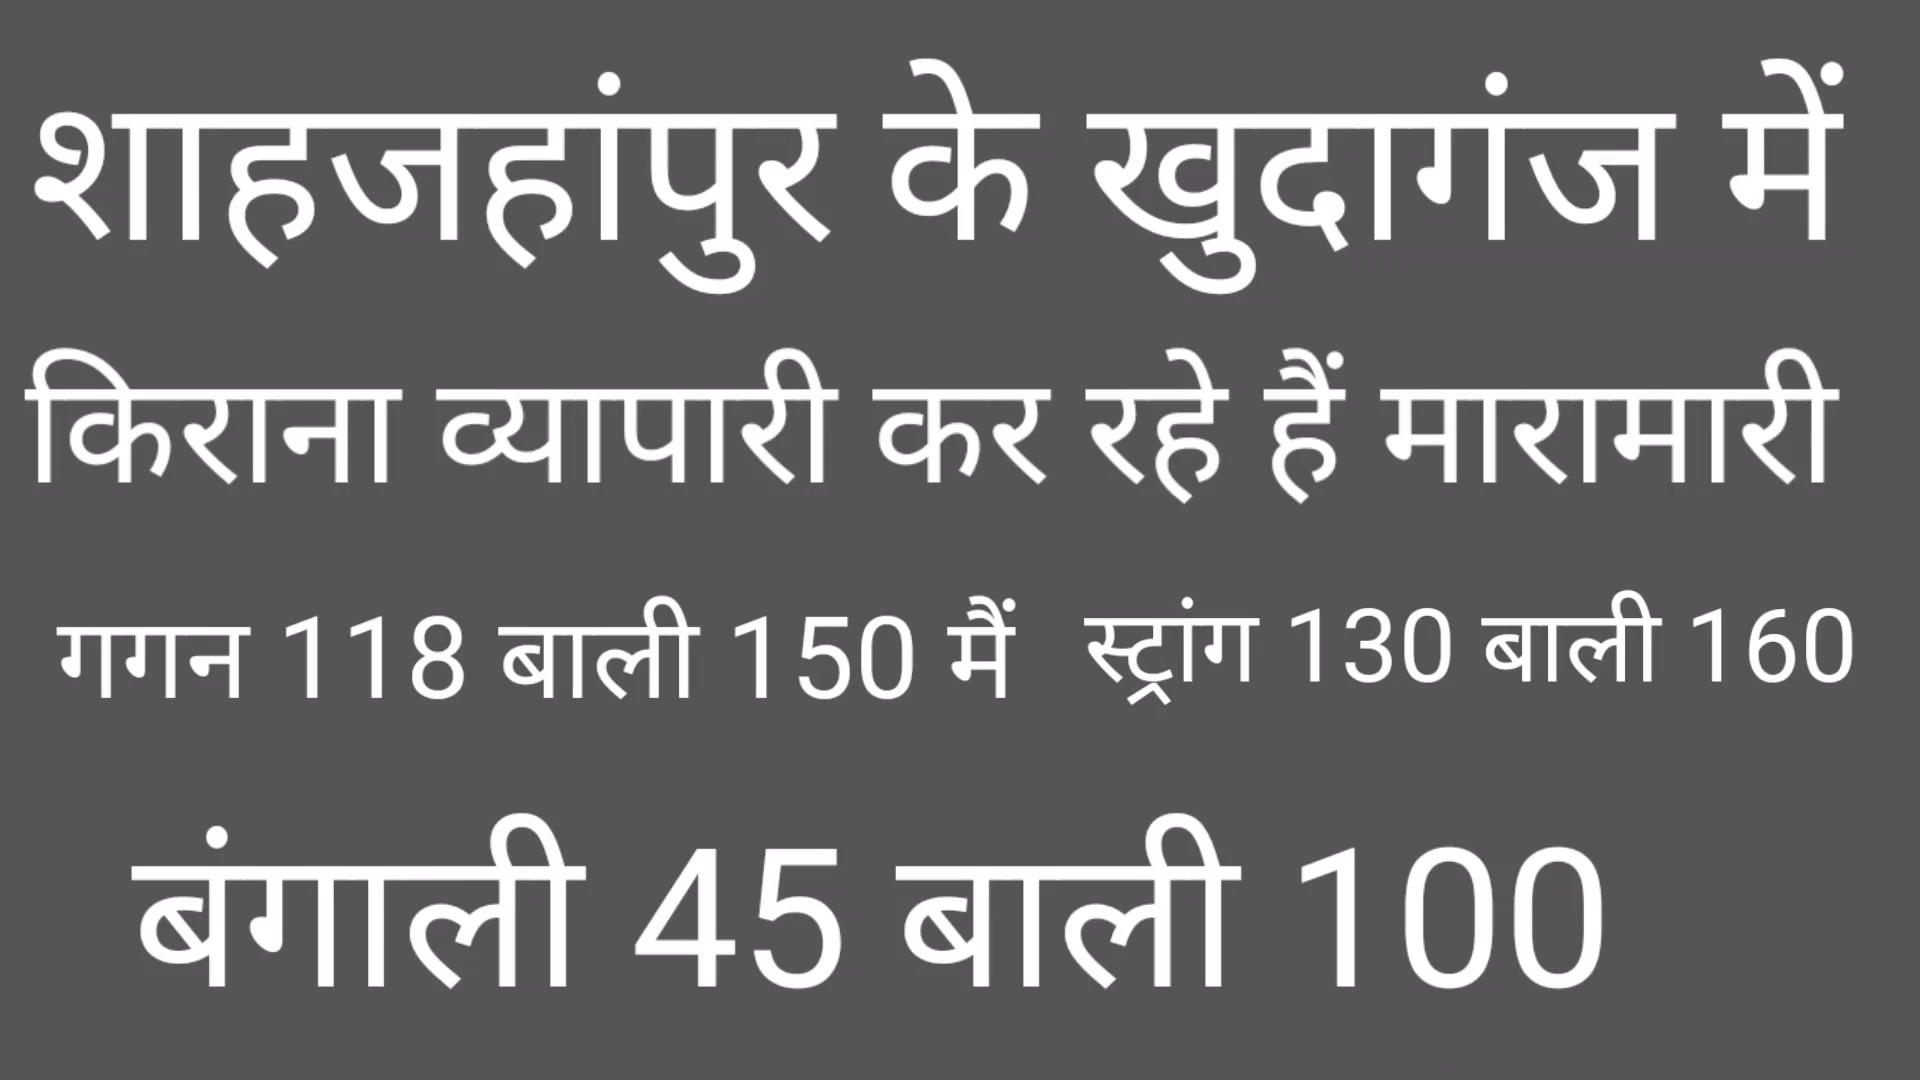 शाहजहांपुर के खुदागंज में
किराना व्यापारी कर रहे हैं मारामारी
गगन 118 बाली 150 मैं स्ट्रांग 130 बाली 160
बंगाली 45 बाली 100